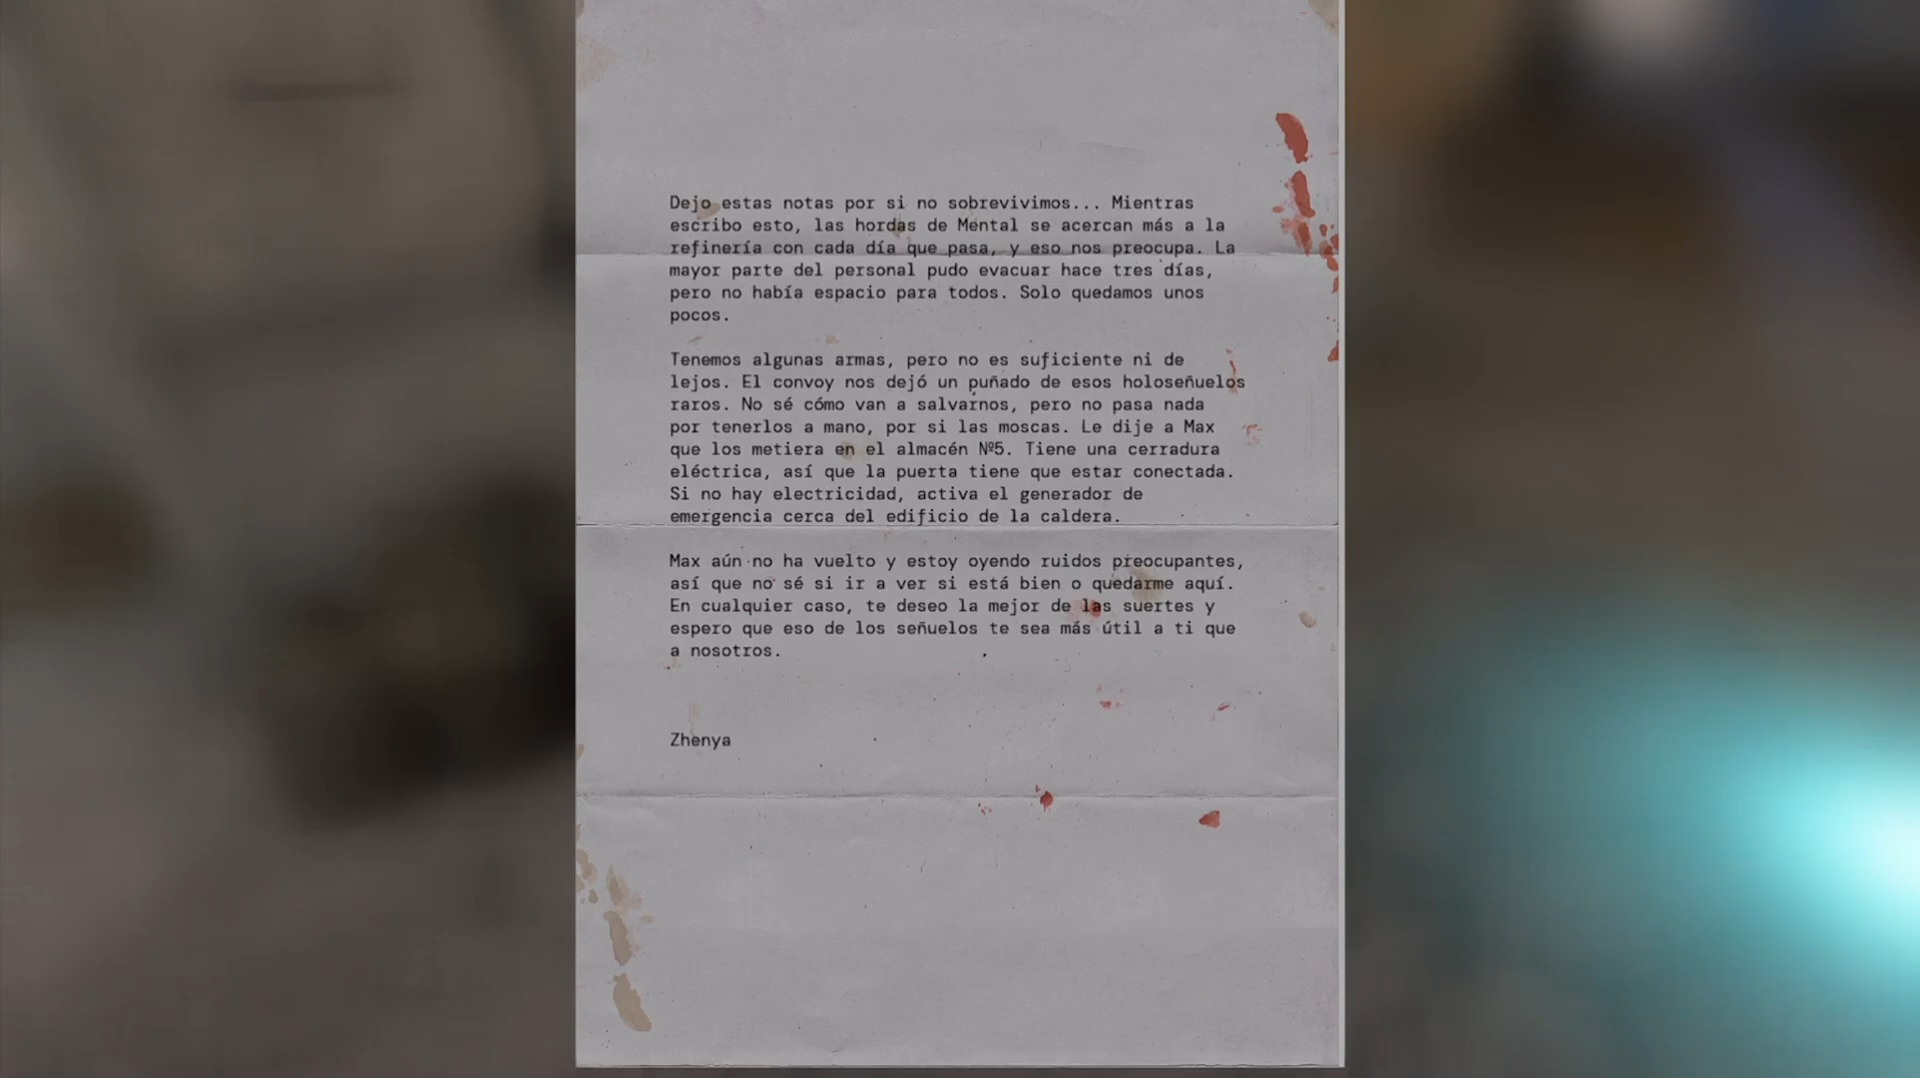 Dejo estas notas por si no sobrevivimos... Mientras
escribo esto, las hordas de Mental se acercan más a la
refinería con cada día que pasa, y eso nos preocupa. La
mayor parte del personal pudo evacuar hace tres días,
pero no había espacio para todos. Solo quedamos unos
pocos.
Tenemos algunas armas, pero no es suficiente ni de
lejos. El convoy nos dejó un puñado de esos holoseñuelos
raros. No sé cómo van a salvarnos, pero no pasa nada
por tenerlos a mano, por si las moscas. Le dije a Max
que los metiera en el almacén Nº5. Tiene una cerradura
eléctrica, así que la puerta tiene que estar conectada.
Si no hay electricidad, activa el generador de
emergencia cerca del edificio de la caldera.
Max aún no ha vuelto y estoy oyendo ruidos preocupantes,
así que no sé si ir a ver si está bien o quedarme aquí.
En cualquier caso, te deseo la mejor de las suertes y
espero que eso de los señuelos te sea más útil a ti que
a nosotros.
Zhenya